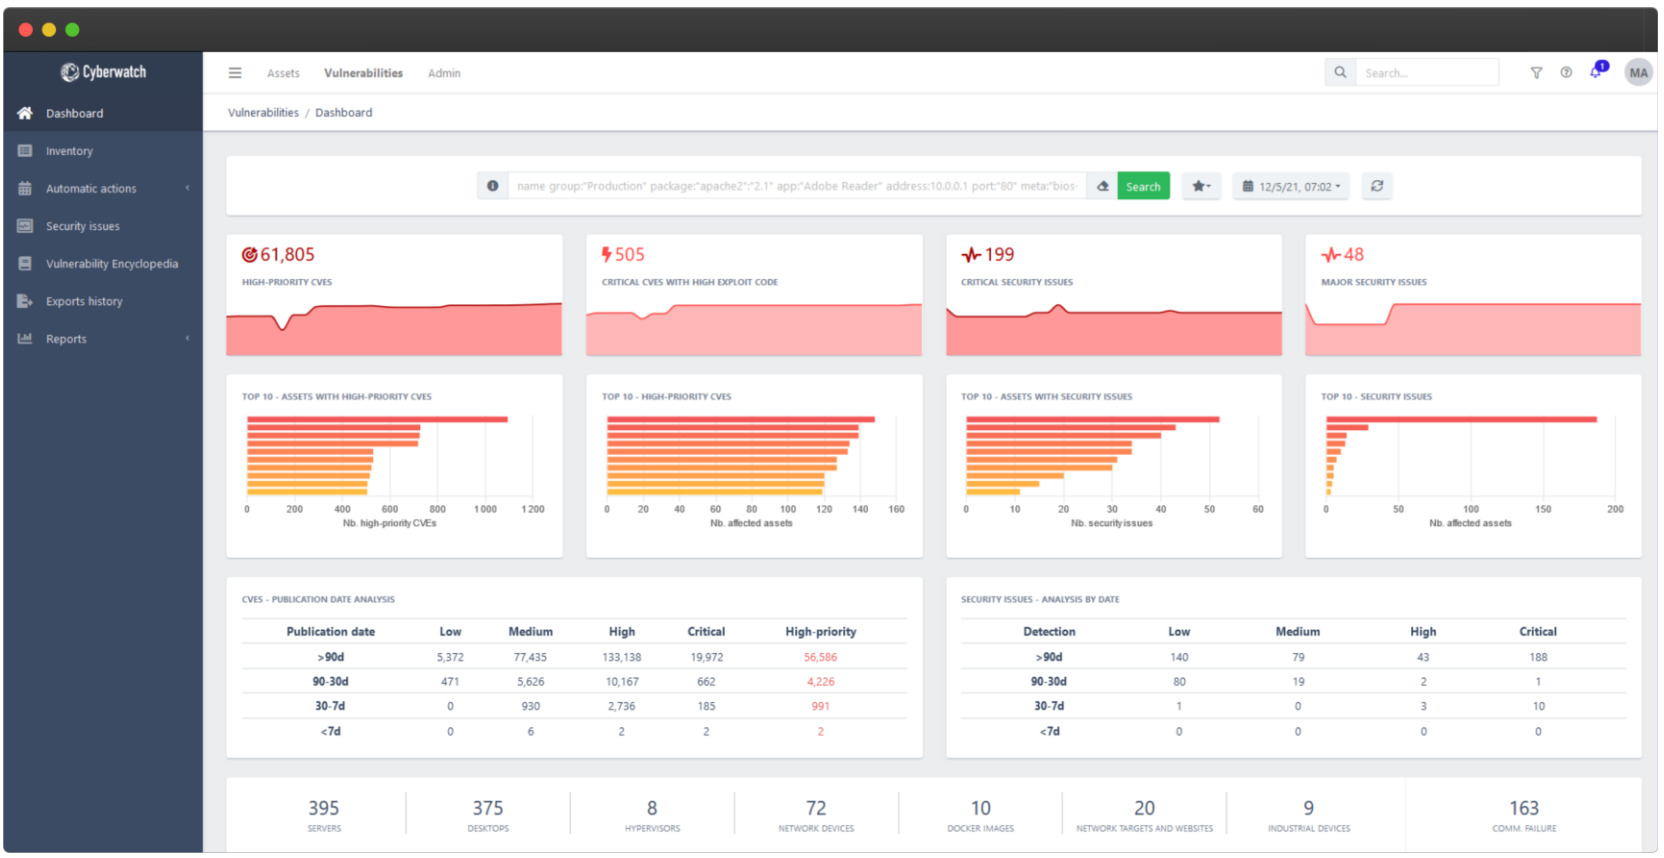 Cyberwatch
Assets Vulnerabilities Admin
Search...
1
MA
Dashboard
Inventory
Automatic actions
Security issues
Vulnerability Encyclopedia
Exports history
Reports
Vulnerabilities / Dashboard
name group:"Production" package:"apache2":"2.1" app:"Adobe Reader" address:10.0.0.1 port:"80" meta:"bios-
Search
12/5/21, 07:02
61,805
HIGH-PRIORITY CVES
505
CRITICAL CVES WITH HIGH EXPLOIT CODE
199
CRITICAL SECURITY ISSUES
48
MAJOR SECURITY ISSUES
TOP 10 - ASSETS WITH HIGH-PRIORITY CVES
0 200 400 600 800 1000 1200
Nb. high-priority CVEs
TOP 10 - HIGH-PRIORITY CVES
0 20 40 60 80 100 120 140 160
Nb. affected assets
TOP 10 - ASSETS WITH SECURITY ISSUES
0 10 20 30 40 50 60
Nb. security issues
TOP 10 - SECURITY ISSUES
0 50 100 150 200
Nb. affected assets
CVES - PUBLICATION DATE ANALYSIS
Publication date Low Medium High Critical High-priority
>90d 5,372 77,435 133,138 19,972 56,586
90-30d 471 5,626 10,167 662 4,226
30-7d 0 930 2,736 185 991
<7d 0 6 2 2 2
SECURITY ISSUES - ANALYSIS BY DATE
Detection Low Medium High Critical
>90d 140 79 43 188
90-30d 80 19 2 1
30-7d 1 0 3 10
<7d 0 0 0 0
395 375 8 72 10 20 9 163
SERVERS DESKTOPS HYPERVISORS NETWORK DEVICES DOCKER IMAGES NETWORK TARGETS AND WEBSITES INDUSTRIAL DEVICES COMM. FAILURE